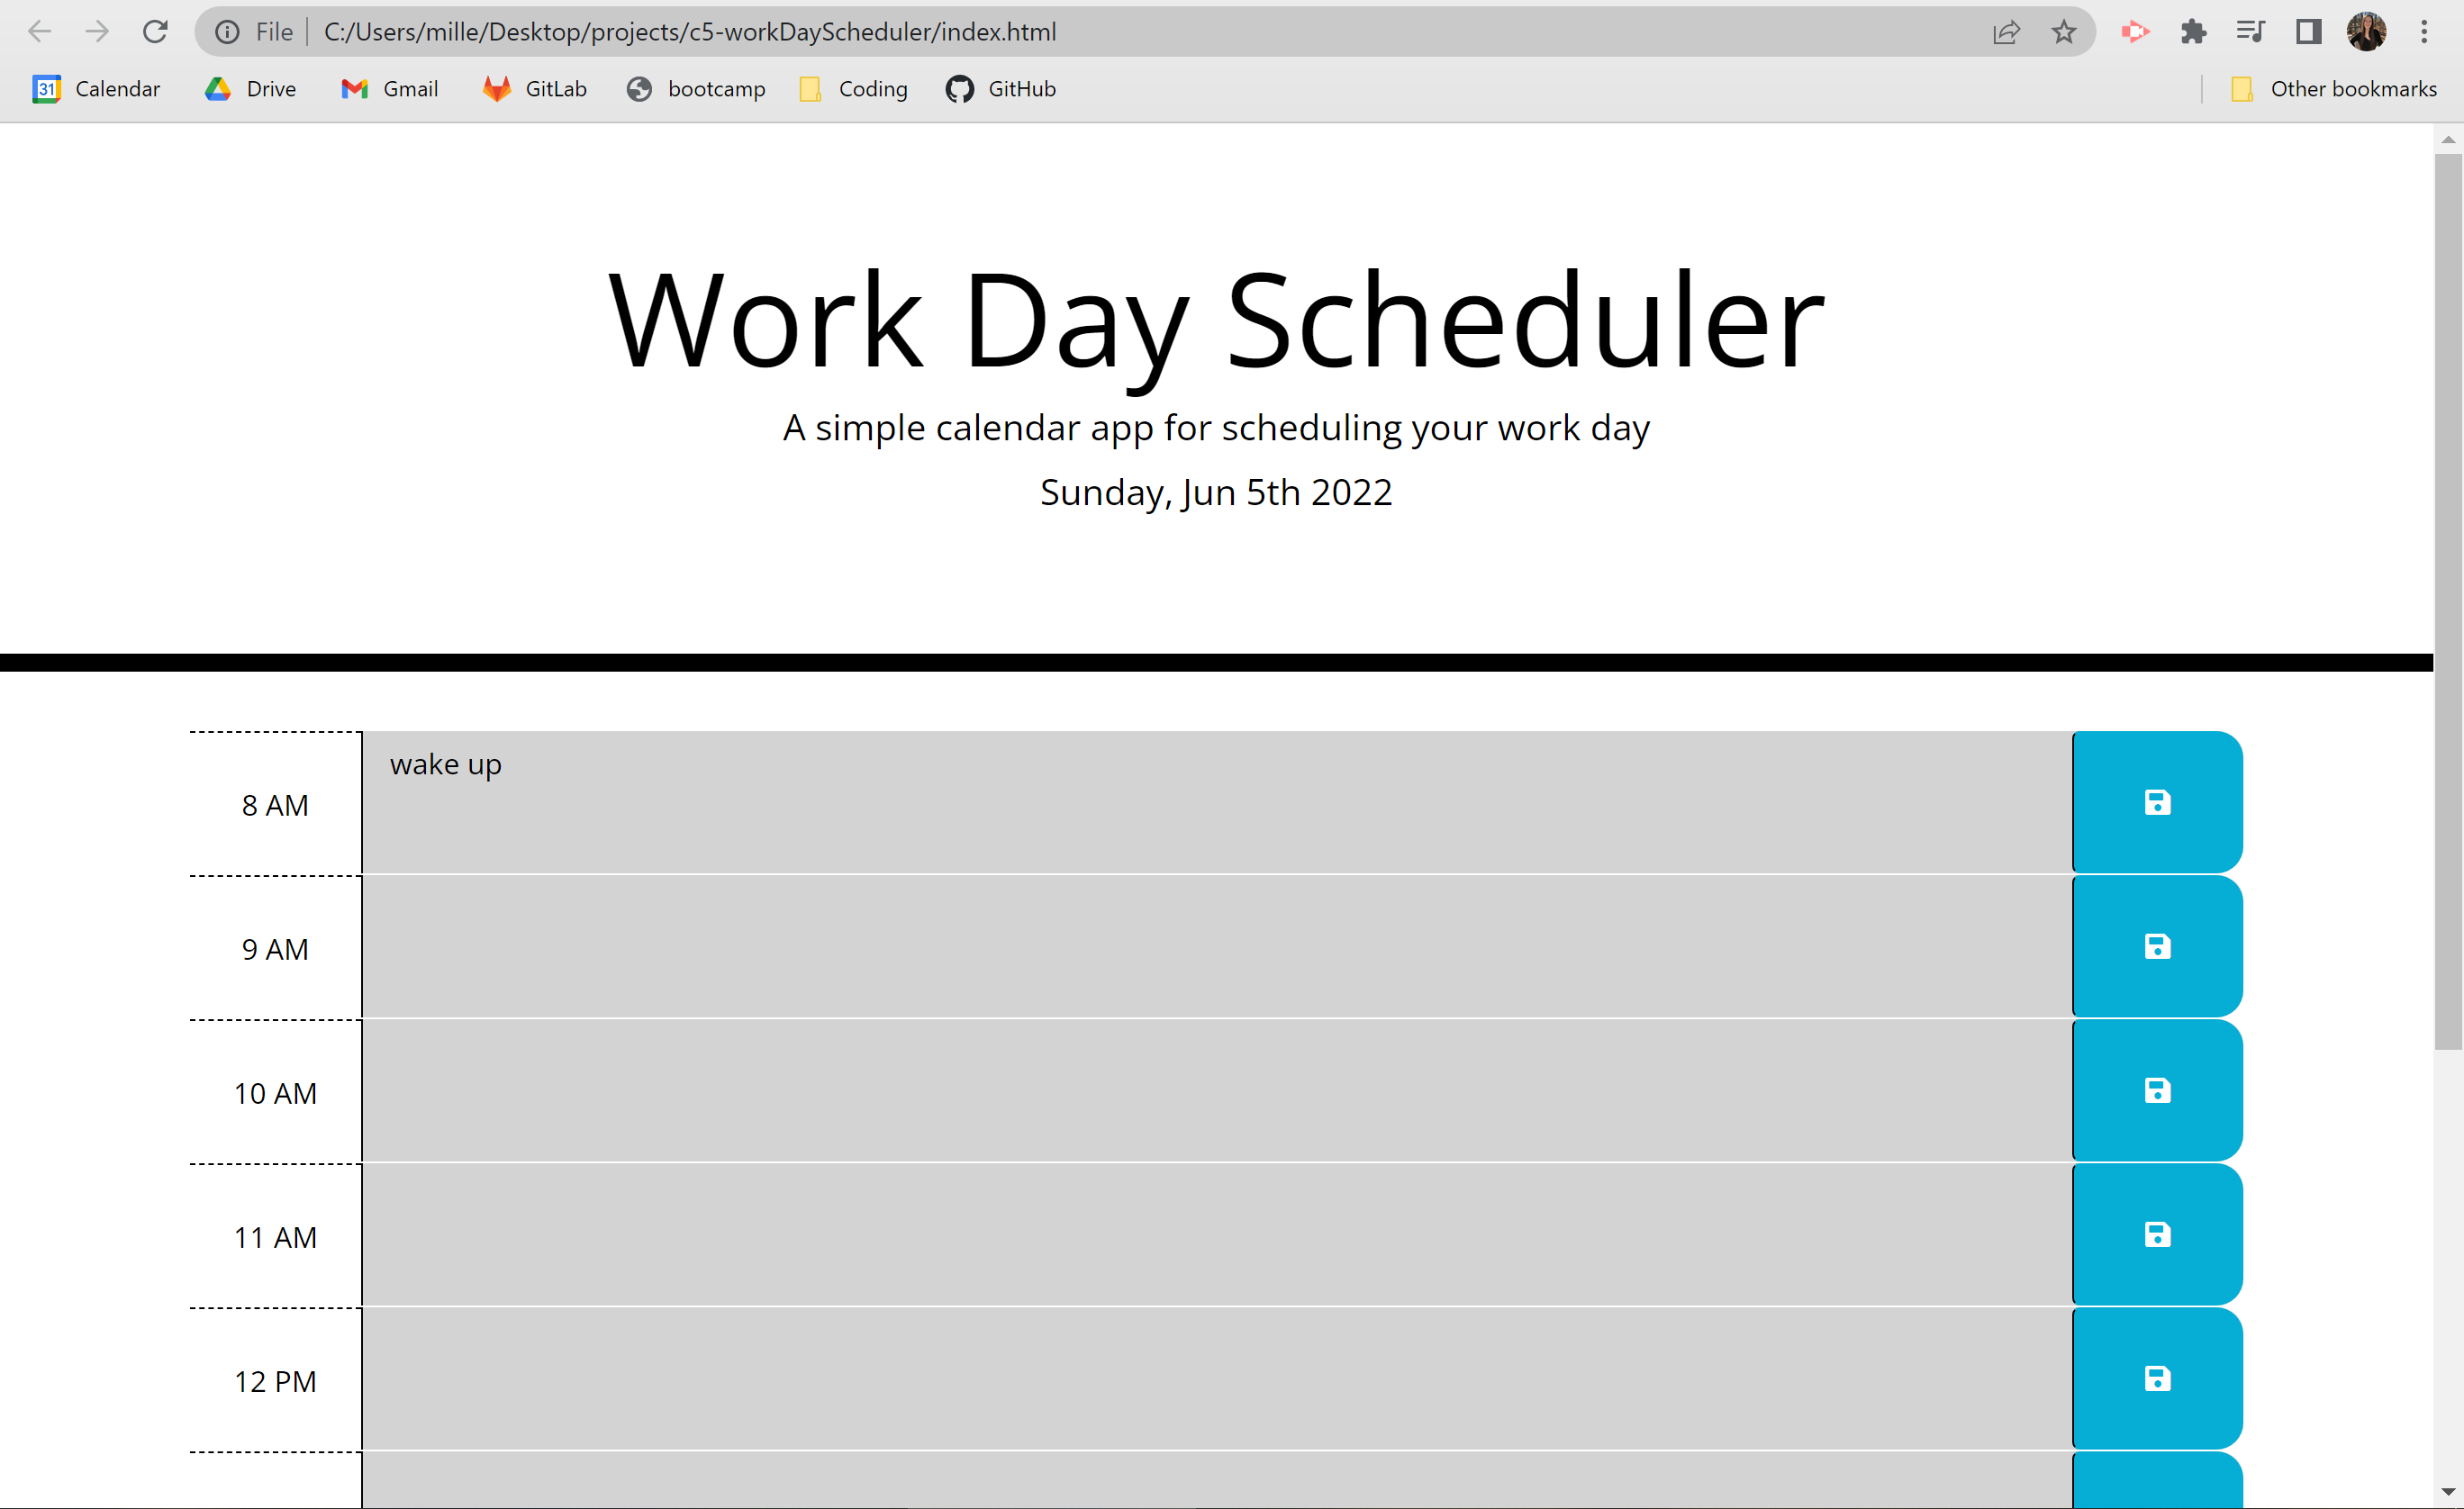 File C:/Users/mille/Desktop/projects/c5-workDayScheduler/index.html
31 Calendar Drive Gmail GitLab bootcamp Coding GitHub Other bookmarks
Work Day Scheduler
A simple calendar app for scheduling your work day
Sunday, Jun 5th 2022
wake up
8 AM
9 AM
10 AM
11 AM
12 PM